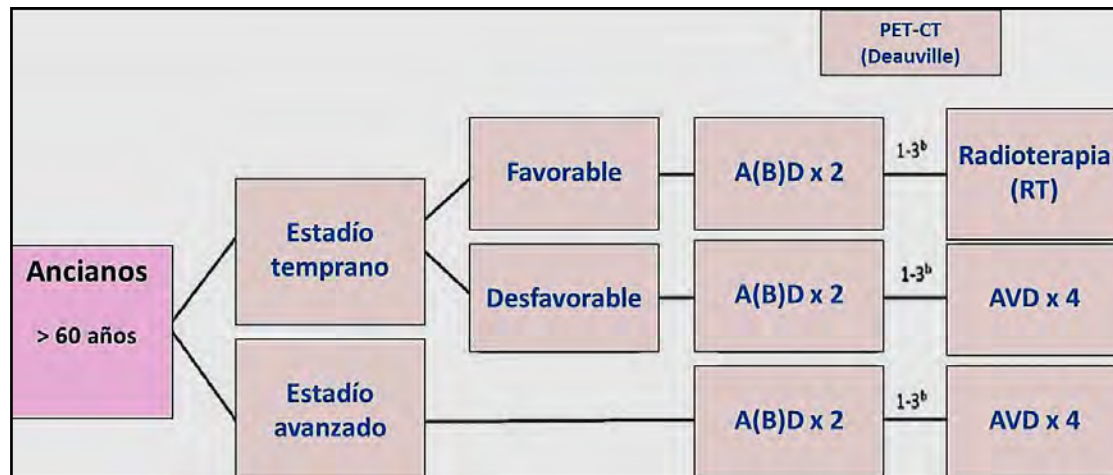 PET-CT
(Deauville)
Favorable
A(B)D x 2
1-3ᵇ
Radioterapia
(RT)
Estadío
temprano
Ancianos
> 60 años
Desfavorable
A(B)D x 2
1-3ᵇ
AVD x 4
Estadío
avanzado
A(B)D x 2
1-3ᵇ
AVD x 4